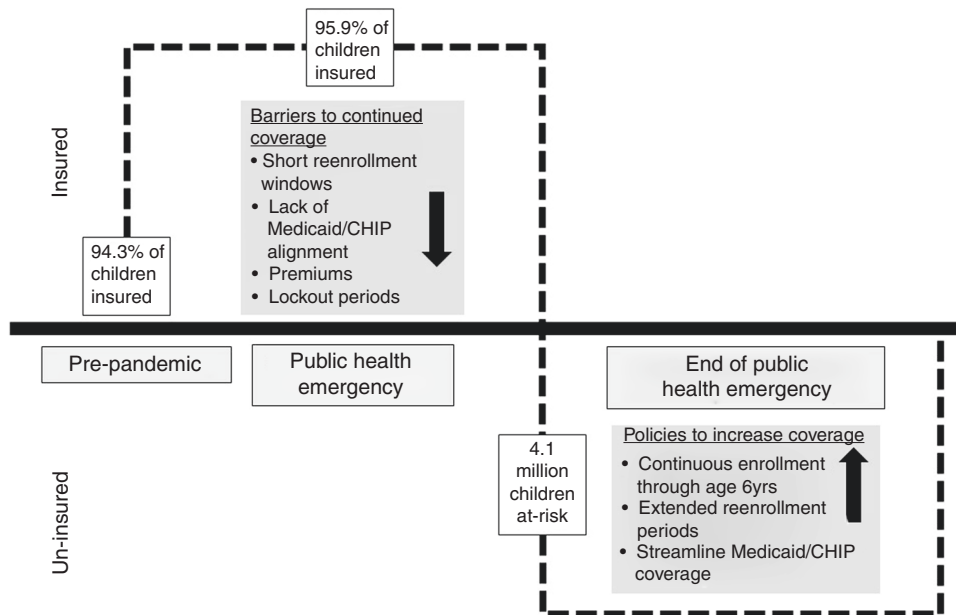 95.9% of
children
insured
Barriers to continued
coverage
• Short reenrollment
windows
• Lack of
Medicaid/CHIP
alignment
• Premiums
• Lockout periods
94.3% of
children
insured
Insured
Pre-pandemic
Public health
emergency
End of public
health emergency
4.1
million
children
at-risk
Policies to increase coverage
• Continuous enrollment
through age 6yrs
• Extended reenrollment
periods
• Streamline Medicaid/CHIP
coverage
Un-insured